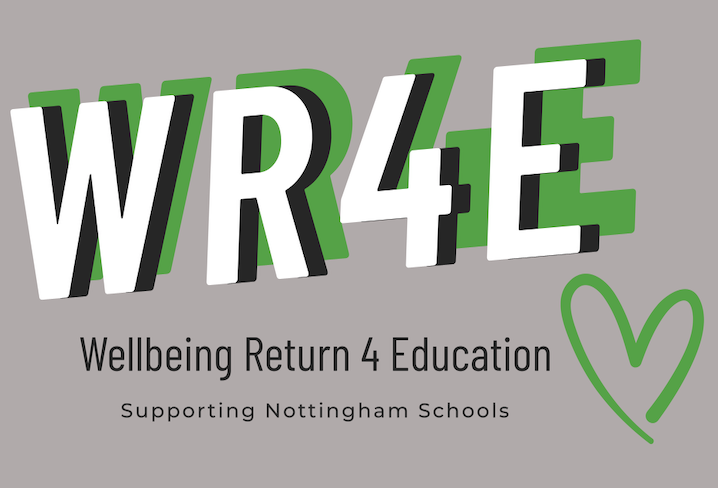 WR4E
Wellbeing Return 4 Education
Supporting Nottingham Schools